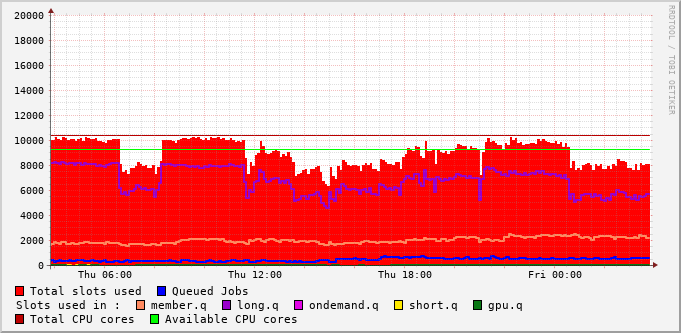 20000
18000
16000
14000
12000
10000
8000
6000
4000
2000
0
Thu 06:00 Thu 12:00 Thu 18:00 Fri 00:00
RRDTOOL / TOBI OETIKER
Total slots used Queued Jobs
Slots used in : member.q long.q ondemand.q short.q gpu.q
Total CPU cores Available CPU cores